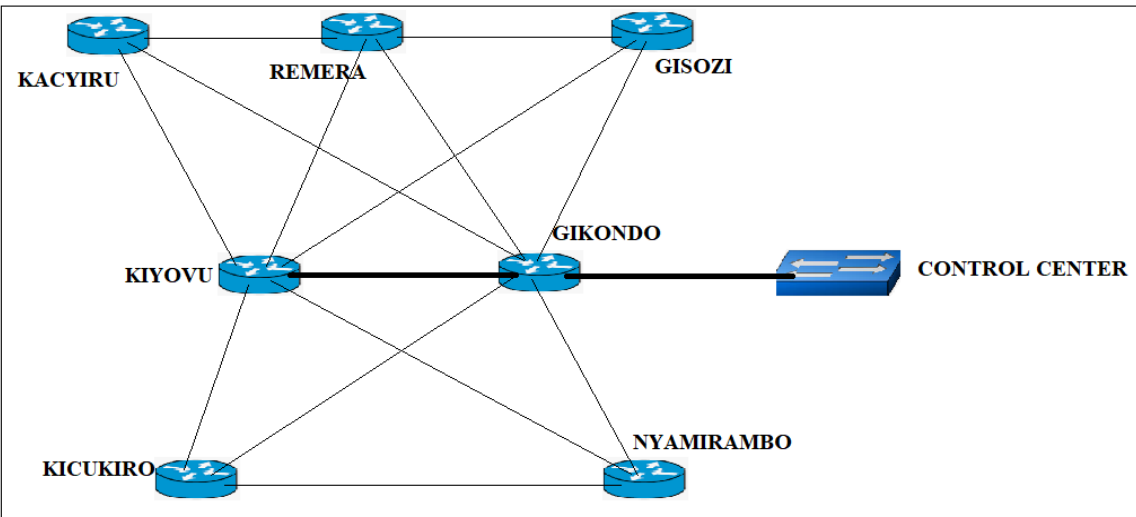 KACYIRU
REMERA
GISOZI
GIKONDO
KIYOVU
CONTROL CENTER
KICUKIRO
NYAMIRAMBO